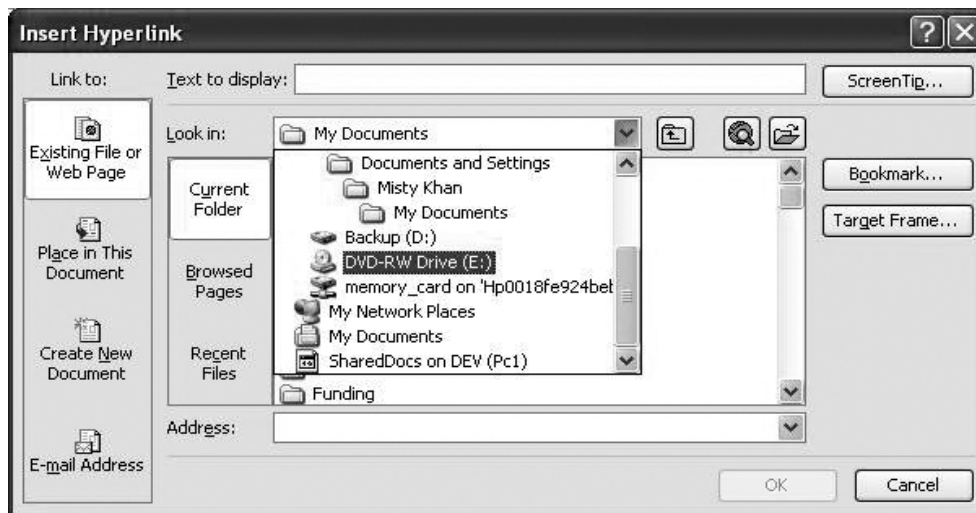 Insert Hyperlink
Link to:
Text to display:
ScreenTip...
Existing File or
Web Page
Place in This
Document
Create New
Document
E-mail Address
Look in:
My Documents
Current
Folder
Browsed
Pages
Recent
Files
Documents and Settings
Misty Khan
My Documents
Backup (D:)
DVD-RW Drive (E:)
memory_card on 'Hp0018fe924beb
My Network Places
My Documents
SharedDocs on DEV (Pc1)
Funding
Bookmark...
Target Frame...
Address:
OK
Cancel